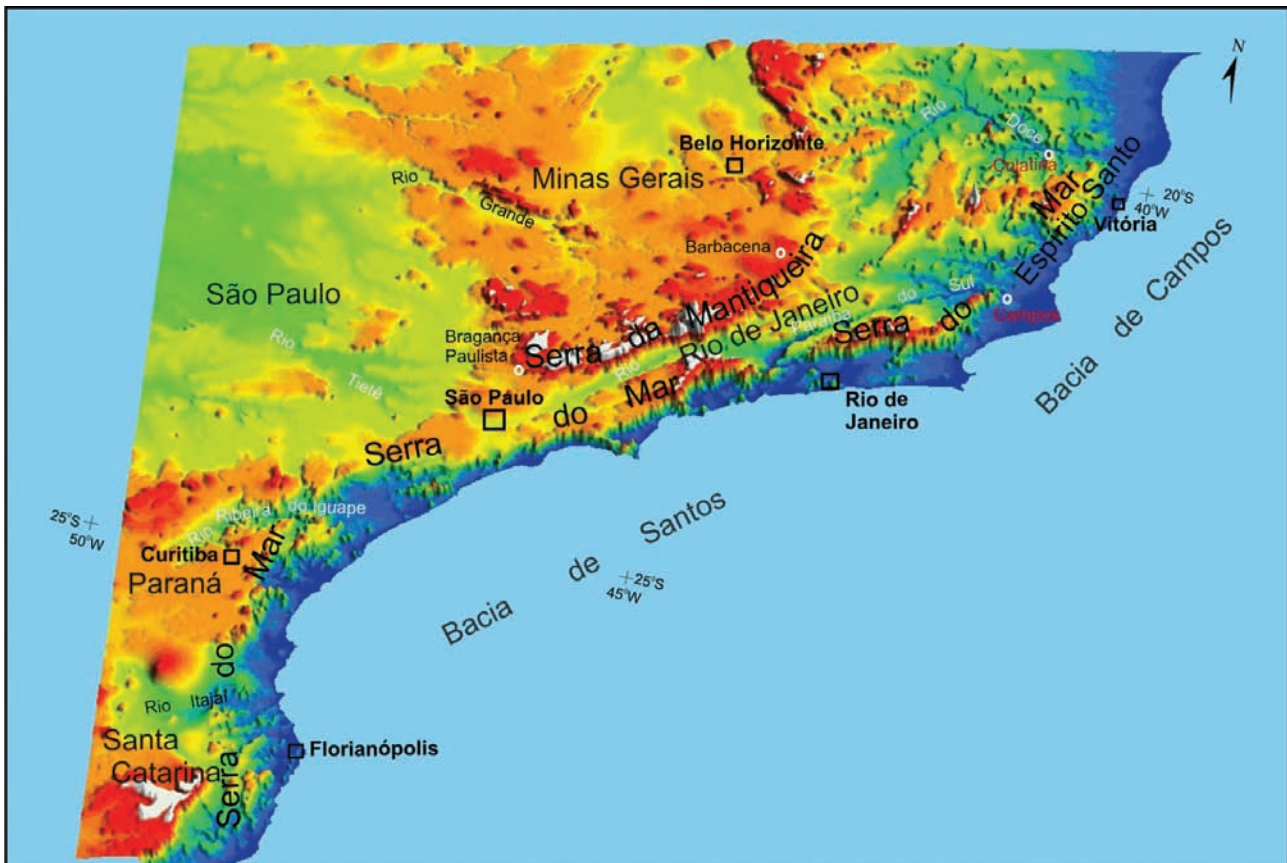 N
Rio
Doce
Belo Horizonte
Colatina
Minas Gerais
Rio
Grande
Mar
Espírito Santo
20°S
40°W
Vitória
Barbacena
São Paulo
Serra da Mantiqueira
Rio de Janeiro
Paraíba do Sul
Campos
Serra do
Bacia de Campos
Bragança
Paulista
Rio
Tietê
Rio
São Paulo
Serra do Mar
Rio de
Janeiro
25°S
50°W
Rio Ribeira do Iguape
Bacia de Santos
25°S
45°W
Curitiba
Paraná
Serra do Mar
Rio Itajaí
Santa
Catarina
Florianópolis